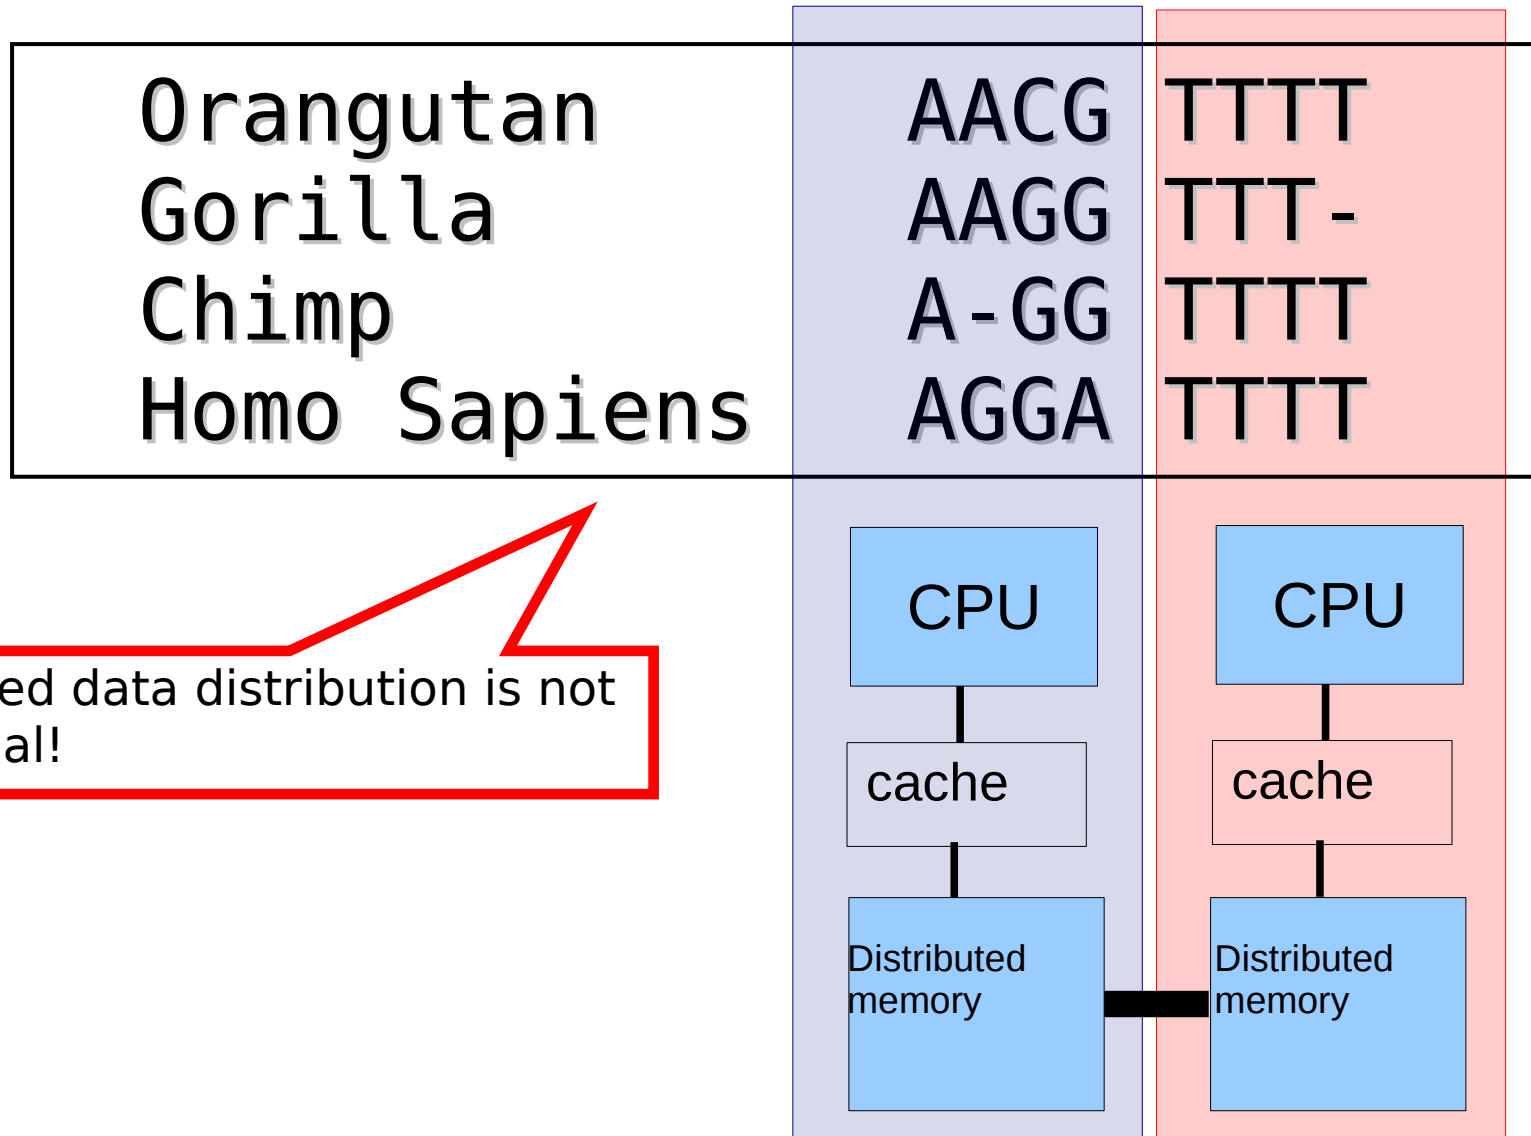 Orangutan AACG TTTT
Gorilla AAGG TTT-
Chimp A-GG TTTT
Homo Sapiens AGGA TTTT
CPU CPU
ed data distribution is not
al!
cache cache
Distributed Distributed
memory memory